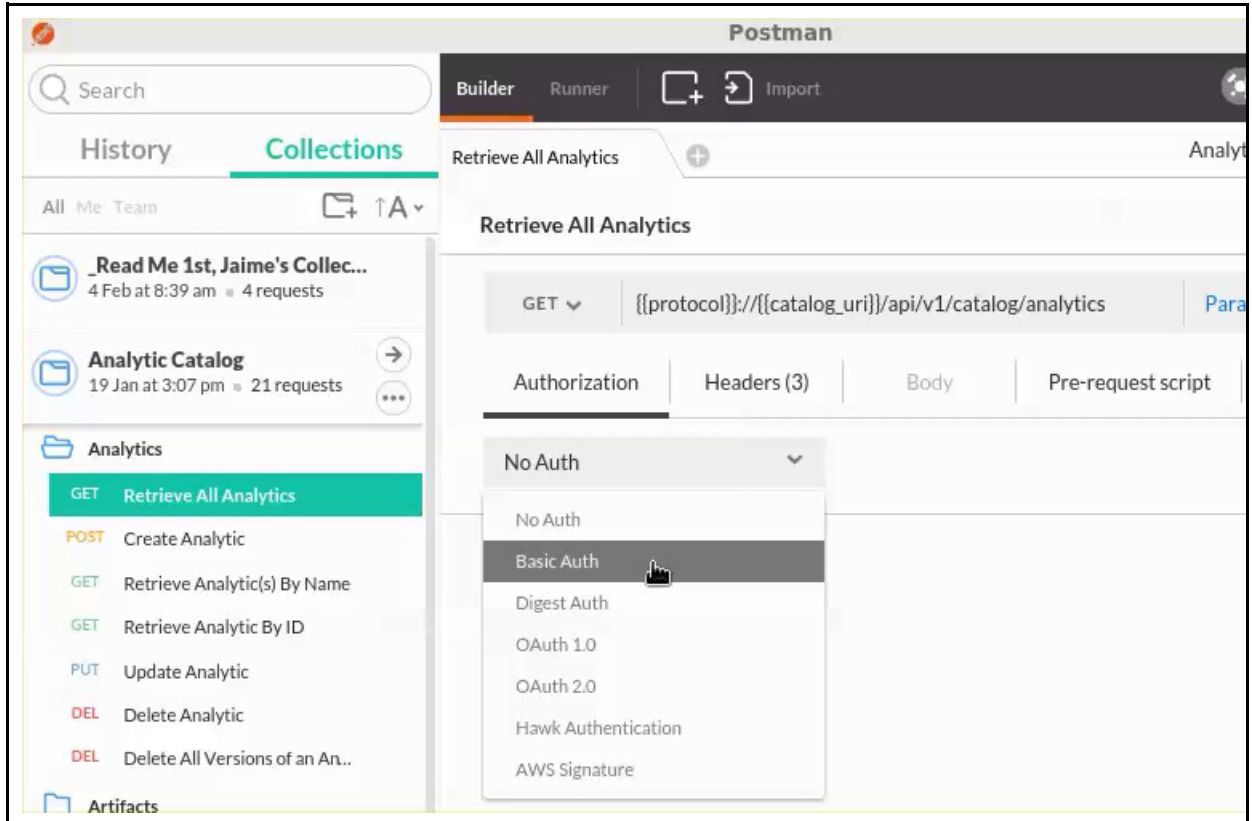 Postman
Search
Builder
Runner
Import
History
Collections
Retrieve All Analytics
Analyt
All Me Team
↑A
Retrieve All Analytics
_Read Me 1st, Jaime's Collec...
4 Feb at 8:39 am ▪ 4 requests
GET
{{protocol}}://{{catalog_uri}}/api/v1/catalog/analytics
Para
Analytic Catalog
19 Jan at 3:07 pm ▪ 21 requests
Authorization
Headers (3)
Body
Pre-request script
Analytics
GET Retrieve All Analytics
POST Create Analytic
GET Retrieve Analytic(s) By Name
GET Retrieve Analytic By ID
PUT Update Analytic
DEL Delete Analytic
DEL Delete All Versions of an An...
Artifacts
No Auth
No Auth
Basic Auth
Digest Auth
OAuth 1.0
OAuth 2.0
Hawk Authentication
AWS Signature